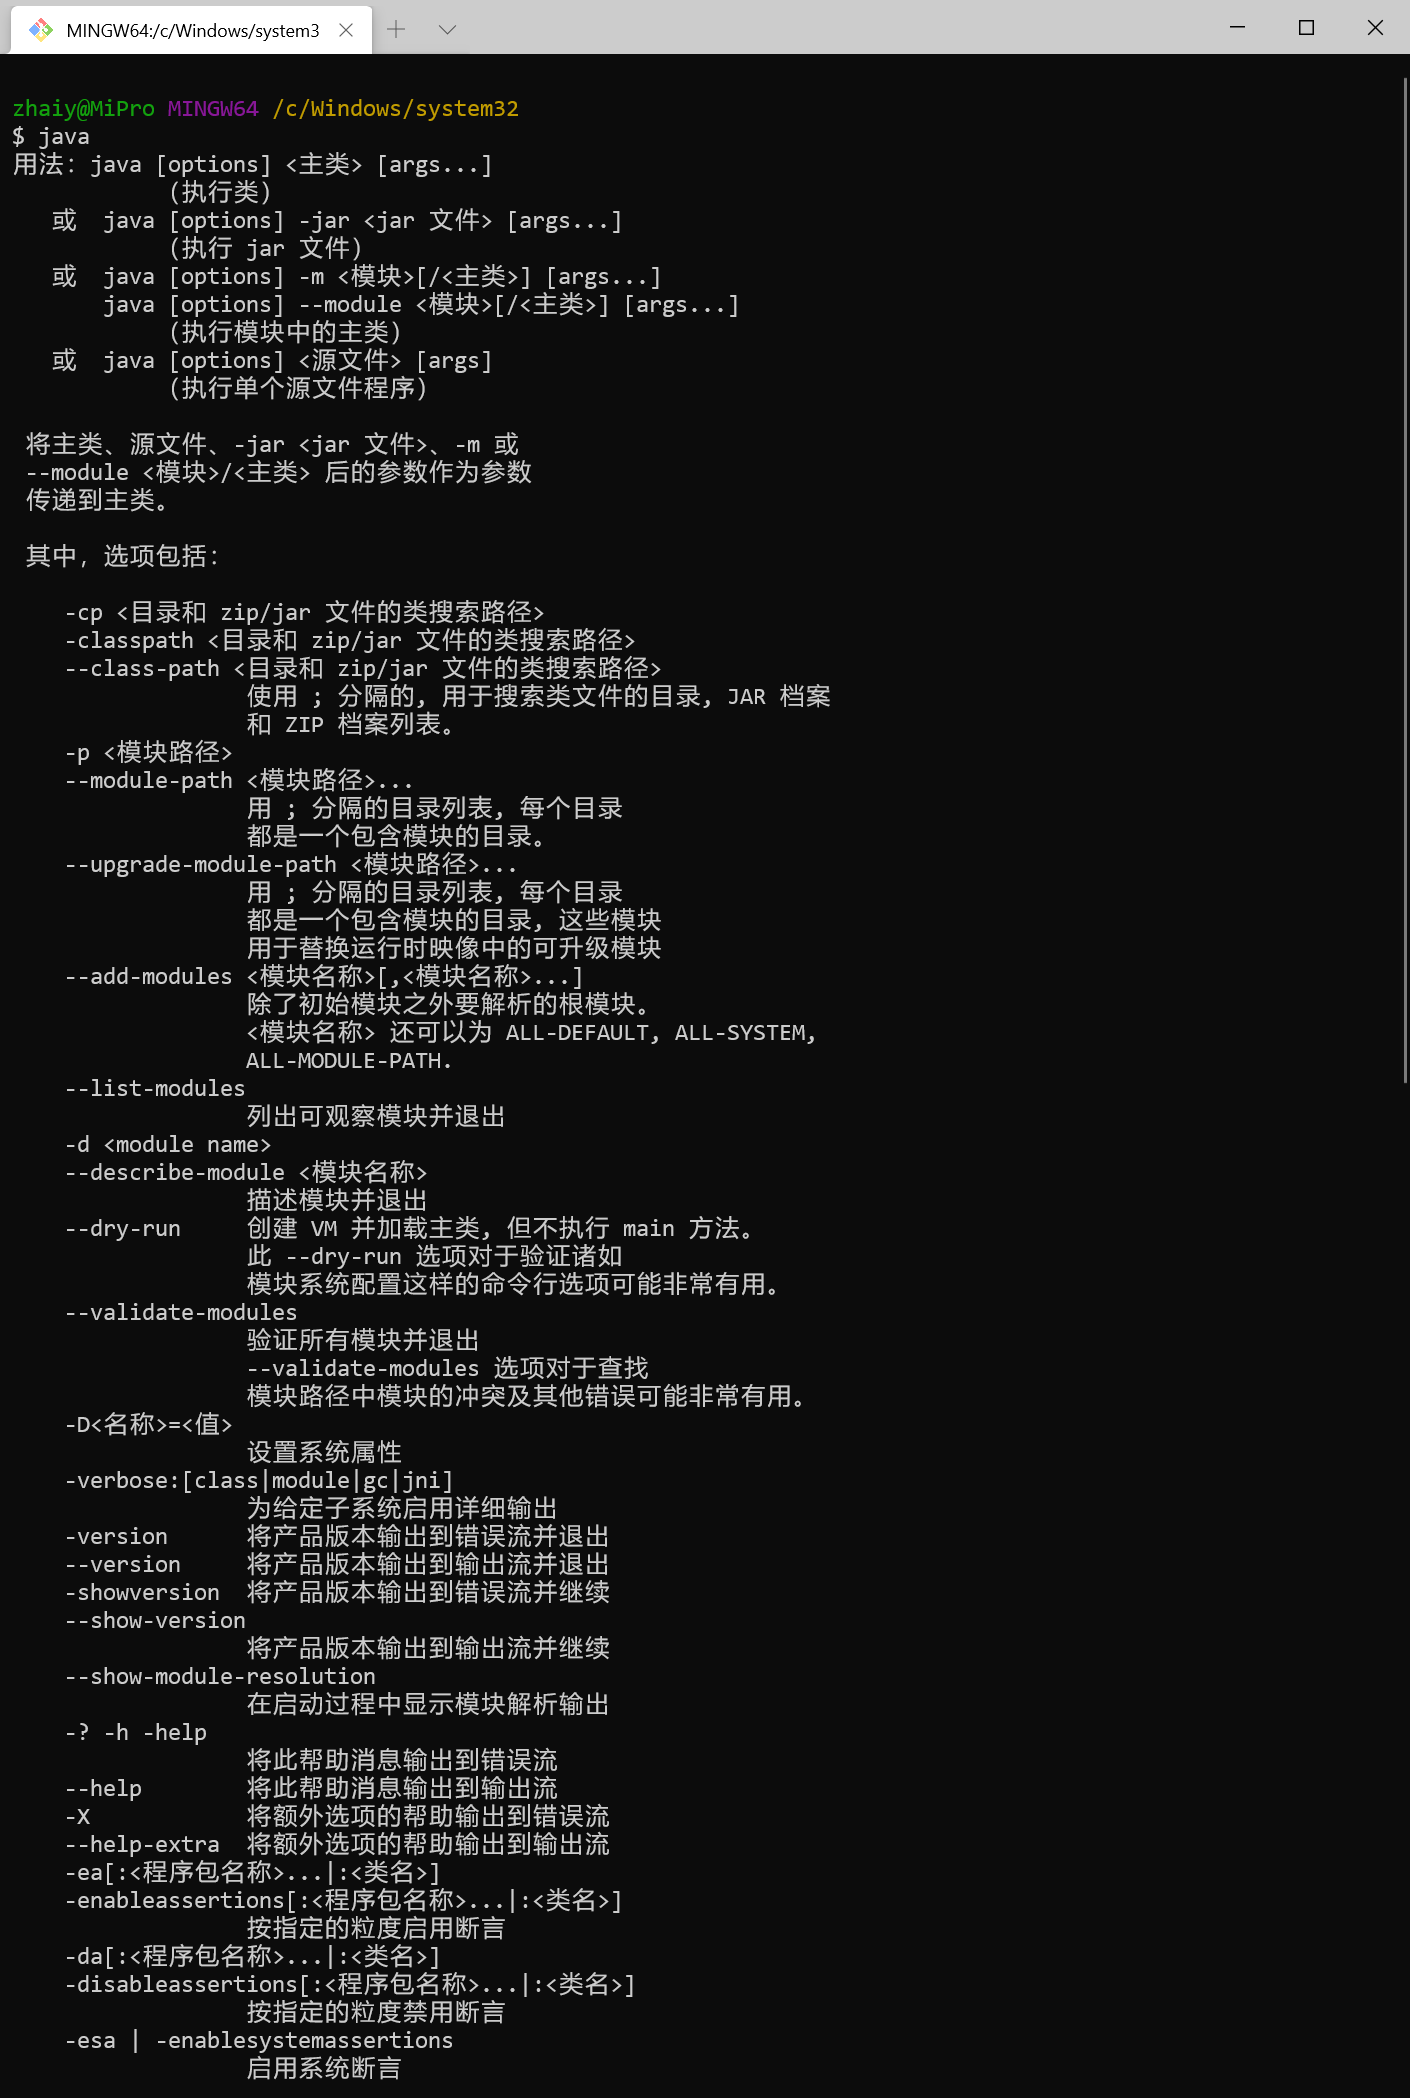 MINGW64:/c/Windows/system3
zhaiy@MiPro MINGW64 /c/Windows/system32
$ java
用法：java [options] <主类> [args...]
            （执行类）
   或  java [options] -jar <jar 文件> [args...]
            （执行 jar 文件）
   或  java [options] -m <模块>[/<主类>] [args...]
       java [options] --module <模块>[/<主类>] [args...]
            （执行模块中的主类）
   或  java [options] <源文件> [args]
            （执行单个源文件程序）
 将主类、源文件、-jar <jar 文件>、-m 或
 --module <模块>/<主类> 后的参数作为参数
 传递到主类。
 其中，选项包括：
    -cp <目录和 zip/jar 文件的类搜索路径>
    -classpath <目录和 zip/jar 文件的类搜索路径>
    --class-path <目录和 zip/jar 文件的类搜索路径>
                  使用 ; 分隔的, 用于搜索类文件的目录, JAR 档案
                  和 ZIP 档案列表。
    -p <模块路径>
    --module-path <模块路径>...
                  用 ; 分隔的目录列表, 每个目录
                  都是一个包含模块的目录。
    --upgrade-module-path <模块路径>...
                  用 ; 分隔的目录列表, 每个目录
                  都是一个包含模块的目录, 这些模块
                  用于替换运行时映像中的可升级模块
    --add-modules <模块名称>[,<模块名称>...]
                  除了初始模块之外要解析的根模块。
                  <模块名称> 还可以为 ALL-DEFAULT, ALL-SYSTEM,
                  ALL-MODULE-PATH.
    --list-modules
                  列出可观察模块并退出
    -d <module name>
    --describe-module <模块名称>
                  描述模块并退出
    --dry-run     创建 VM 并加载主类, 但不执行 main 方法。
                  此 --dry-run 选项对于验证诸如
                  模块系统配置这样的命令行选项可能非常有用。
    --validate-modules
                  验证所有模块并退出
                  --validate-modules 选项对于查找
                  模块路径中模块的冲突及其他错误可能非常有用。
    -D<名称>=<值>
                  设置系统属性
    -verbose:[class|module|gc|jni]
                  为给定子系统启用详细输出
    -version      将产品版本输出到错误流并退出
    --version     将产品版本输出到输出流并退出
    -showversion  将产品版本输出到错误流并继续
    --show-version
                  将产品版本输出到输出流并继续
    --show-module-resolution
                  在启动过程中显示模块解析输出
    -? -h -help
                  将此帮助消息输出到错误流
    --help        将此帮助消息输出到输出流
    -X            将额外选项的帮助输出到错误流
    --help-extra  将额外选项的帮助输出到输出流
    -ea[:<程序包名称>...|:<类名>]
    -enableassertions[:<程序包名称>...|:<类名>]
                  按指定的粒度启用断言
    -da[:<程序包名称>...|:<类名>]
    -disableassertions[:<程序包名称>...|:<类名>]
                  按指定的粒度禁用断言
    -esa | -enablesystemassertions
                  启用系统断言